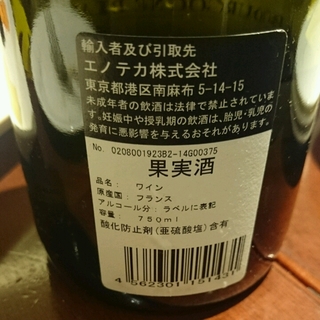 輸入者及び引取先
エノテカ株式会社
東京都港区南麻布 5-14-15
未成年者の飲酒は法律で禁止されていま
す。妊娠中や授乳期の飲酒は、胎児・乳児の
発育に悪影響を与えるおそれがあります。
No. 0208001923B2-14G00375
果実酒
品名: ワイン
原産国: フランス
アルコール分: ラベルに表記
容量: 750ml
酸化防止剤(亜硫酸塩)含有
4 562301 151431